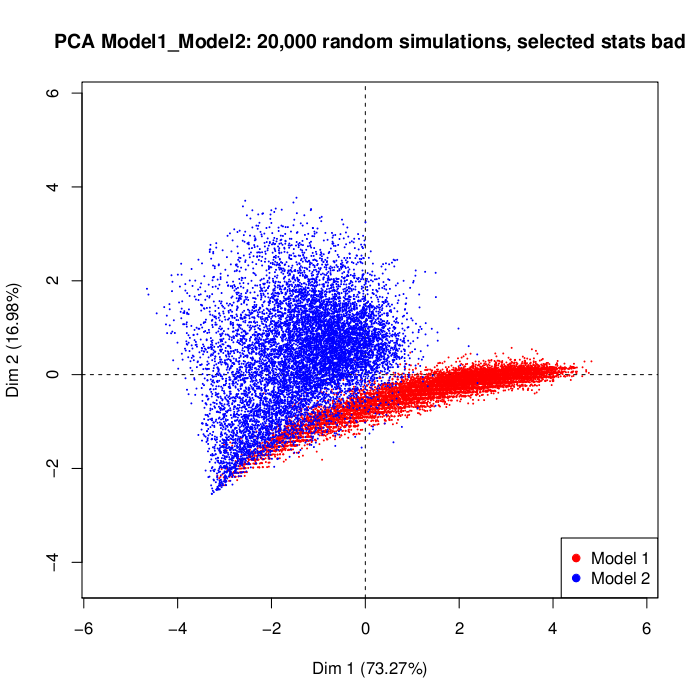 PCA Model1_Model2: 20,000 random simulations, selected stats bad
6
4
2
0
−2
−4
Dim 2 (16.98%)
−6
−4
−2
0
2
4
6
Dim 1 (73.27%)
Model 1
Model 2